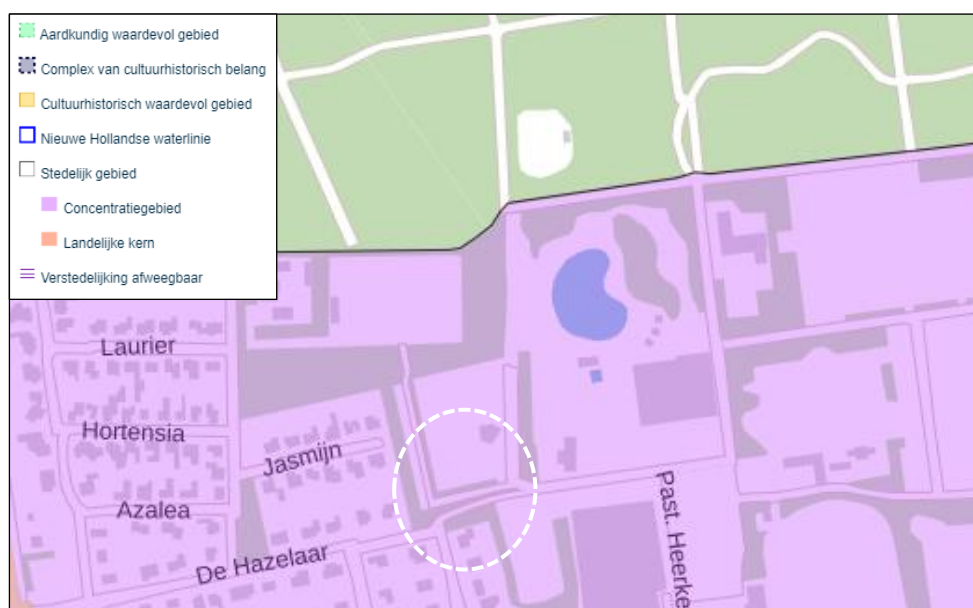 Aardkundig waardevol gebied
Complex van cultuurhistorisch belang
Cultuurhistorisch waardevol gebied
Nieuwe Hollandse waterlinie
Stedelijk gebied
Concentratiegebied
Landelijke kern
Verstedelijking afweegbaar
Laurier
Hortensia
Jasmijn
Azalea
De Hazelaar
Past. Heerke